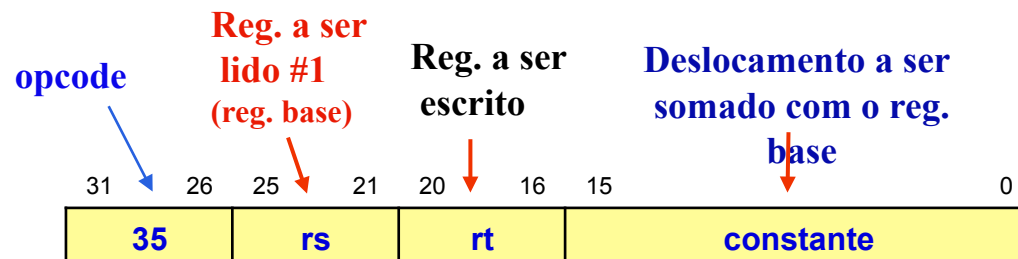 opcode
Reg. a ser
lido #1
(reg. base)
Reg. a ser
escrito
Deslocamento a ser
somado com o reg.
base
31 26 25 21 20 16 15 0
35 rs rt constante